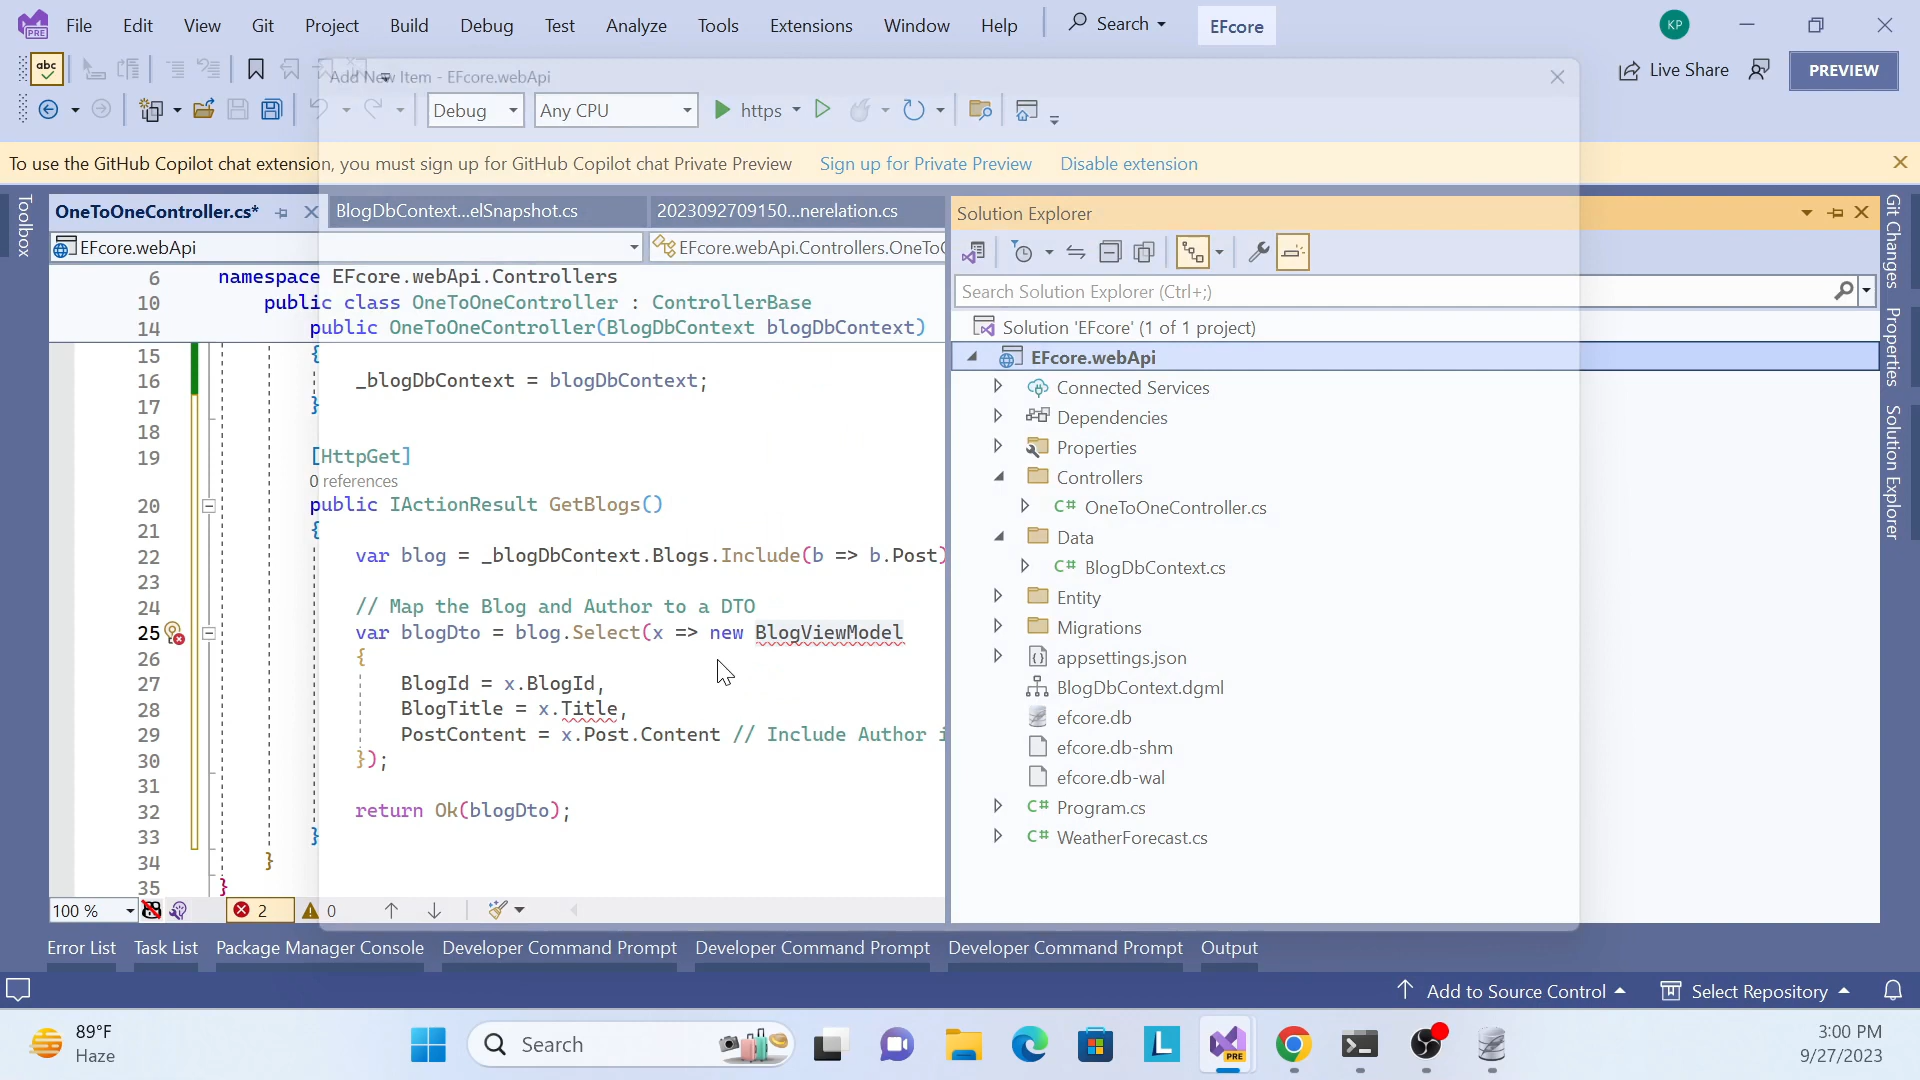 File Edit View Git Project Build Debug Test Analyze Tools Extensions Window Help Search EFcore KP
abc Add New Item - EFcore.webApi Live Share PREVIEW
Debug Any CPU https
To use the GitHub Copilot chat extension, you must sign up for GitHub Copilot chat Private Preview Sign up for Private Preview Disable extension
Toolbox
OneToOneController.cs* BlogDbContext...elSnapshot.cs 2023092709150...nerelation.cs
EFcore.webApi EFcore.webApi.Controllers.OneToO
6 namespace EFcore.webApi.Controllers
10 public class OneToOneController : ControllerBase
14 public OneToOneController(BlogDbContext blogDbContext)
15 {
16 _blogDbContext = blogDbContext;
17 }
18
19 [HttpGet]
0 references
20 public IActionResult GetBlogs()
21 {
22 var blog = _blogDbContext.Blogs.Include(b => b.Post)
23
24 // Map the Blog and Author to a DTO
25 var blogDto = blog.Select(x => new BlogViewModel
26 {
27 BlogId = x.BlogId,
28 BlogTitle = x.Title,
29 PostContent = x.Post.Content // Include Author i
30 });
31
32 return Ok(blogDto);
33 }
34 }
35 }
100 % 2 0
Solution Explorer
Search Solution Explorer (Ctrl+;)
Solution 'EFcore' (1 of 1 project)
EFcore.webApi
Connected Services
Dependencies
Properties
Controllers
C# OneToOneController.cs
Data
C# BlogDbContext.cs
Entity
Migrations
appsettings.json
BlogDbContext.dgml
efcore.db
efcore.db-shm
efcore.db-wal
C# Program.cs
C# WeatherForecast.cs
Git Changes
Properties
Solution Explorer
Error List Task List Package Manager Console Developer Command Prompt Developer Command Prompt Developer Command Prompt Output
Add to Source Control Select Repository
89°F
Haze
Search
L
PRE
3:00 PM
9/27/2023